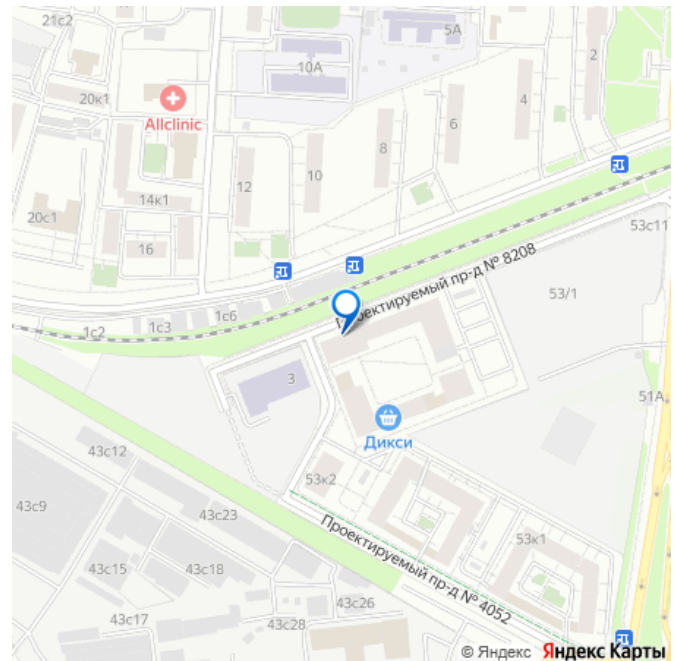 21с2
5А
10А
2
20к1
Allclinic
4
6
8
10
12
14к1
20с1
16
53с11
Проектируемый пр-д № 8208
53/1
1с2
1с3
1с6
3
51А
Дикси
43с12
53к2
43с9
43с23
Проектируемый пр-д № 4052
53к1
43с15
43с18
43с26
43с17
43с28
© Яндекс Яндекс Карты